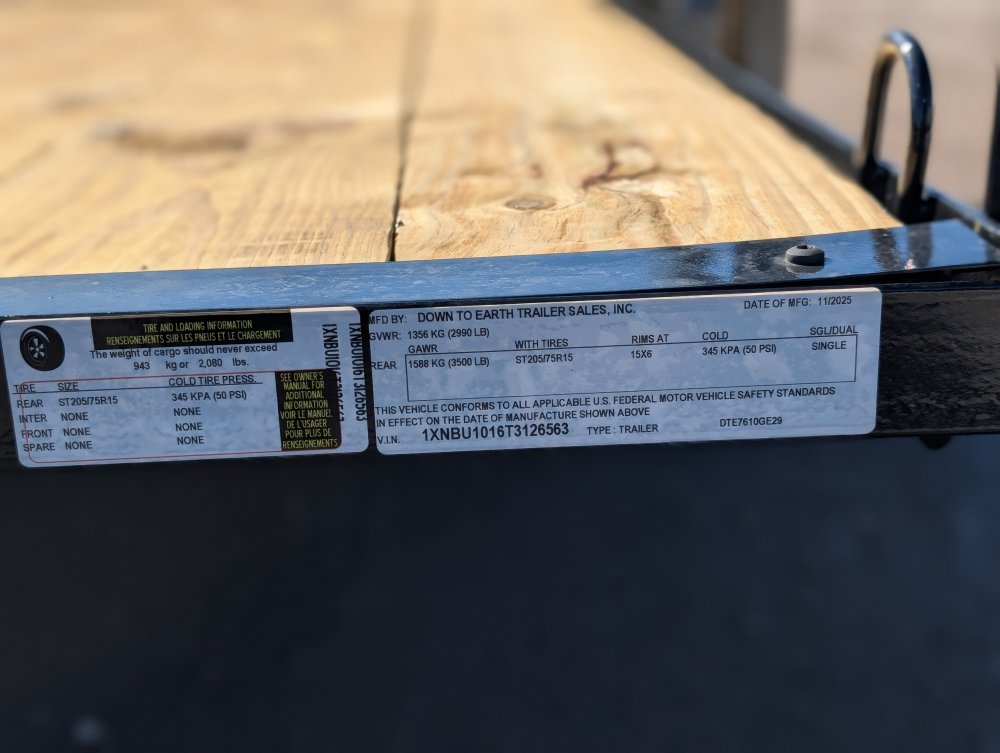 TIRE AND LOADING INFORMATION
RENSEIGNEMENTS SUR LES PNEUS ET LE CHARGEMENT
The weight of cargo should never exceed
943 kg or 2,080 lbs.
TIRE SIZE COLD TIRE PRESS.
REAR ST205/75R15 345 KPA (50 PSI)
INTER NONE NONE
FRONT NONE NONE
SPARE NONE NONE
SEE OWNER'S
MANUAL FOR
ADDITIONAL
INFORMATION
VOIR LE MANUEL
DE L'USAGER
POUR PLUS DE
RENSEIGNEMENTS
1XNBU1016T3126563
MFD BY: DOWN TO EARTH TRAILER SALES, INC. DATE OF MFG: 11/2025
GVWR: 1356 KG (2990 LB)
GAWR WITH TIRES RIMS AT COLD SGL/DUAL
REAR 1588 KG (3500 LB) ST205/75R15 15X6 345 KPA (50 PSI) SINGLE
THIS VEHICLE CONFORMS TO ALL APPLICABLE U.S. FEDERAL MOTOR VEHICLE SAFETY STANDARDS
IN EFFECT ON THE DATE OF MANUFACTURE SHOWN ABOVE
V.I.N. 1XNBU1016T3126563 TYPE : TRAILER DTE7610GE29